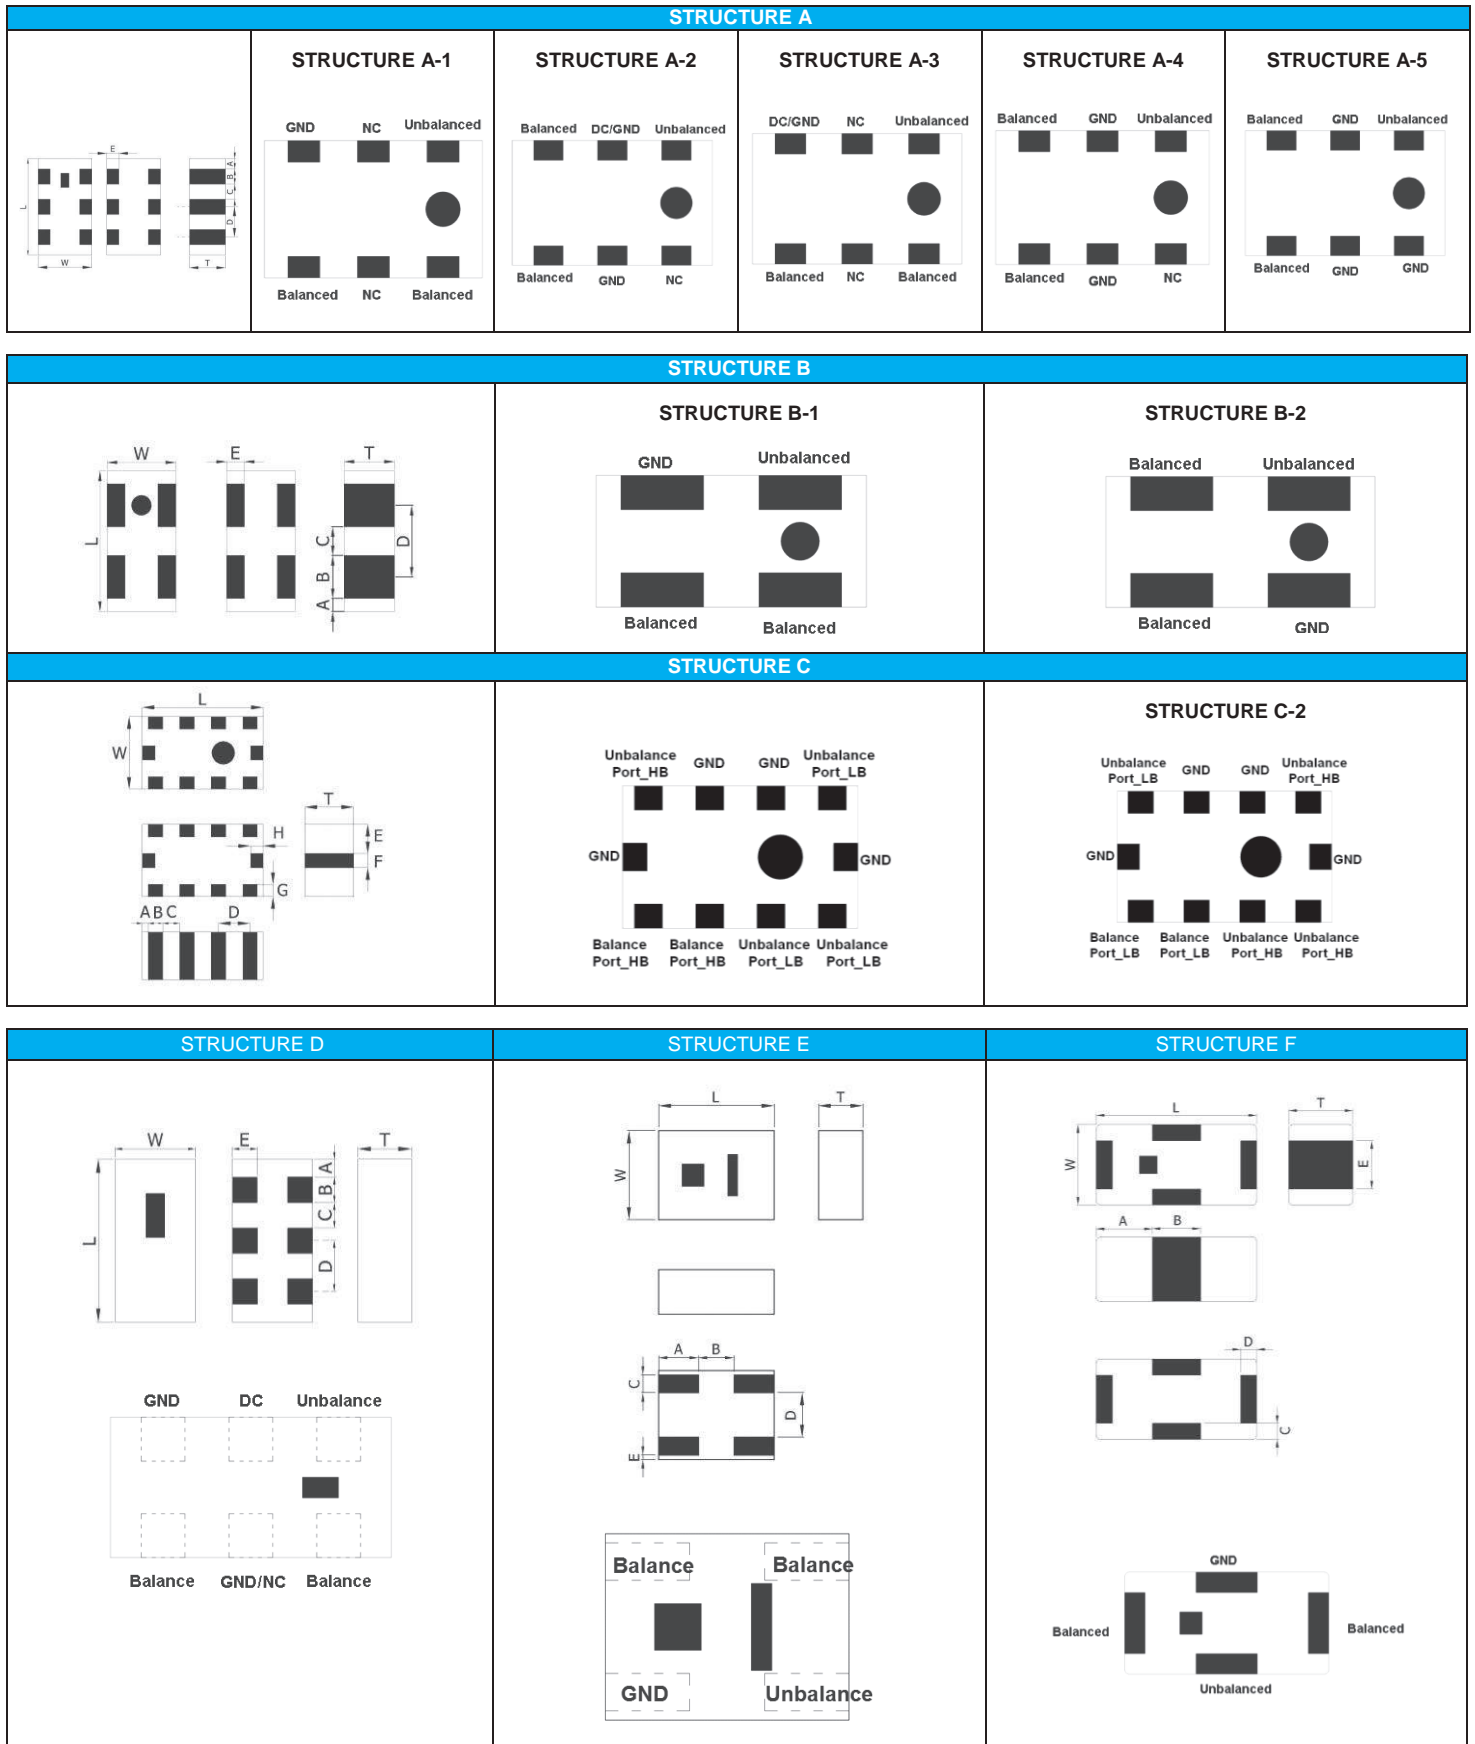 STRUCTURE A
STRUCTURE A-1
STRUCTURE A-2
STRUCTURE A-3
STRUCTURE A-4
STRUCTURE A-5
E
A
B
C
D
L
W
T
GND NC Unbalanced
Balanced NC Balanced
Balanced DC/GND Unbalanced
Balanced GND NC
DC/GND NC Unbalanced
Balanced NC Balanced
Balanced GND Unbalanced
Balanced GND NC
Balanced GND Unbalanced
Balanced GND GND
STRUCTURE B
STRUCTURE B-1
STRUCTURE B-2
W E T
L
C
D
B
A
GND Unbalanced
Balanced Balanced
Balanced Unbalanced
Balanced GND
STRUCTURE C
L
W
T
H
E
F
G
A B C D
Unbalance GND GND Unbalance
Port_HB Port_LB
GND GND
Balance Balance Unbalance Unbalance
Port_HB Port_HB Port_LB Port_LB
STRUCTURE C-2
Unbalance GND GND Unbalance
Port_LB Port_HB
GND GND
Balance Balance Unbalance Unbalance
Port_LB Port_LB Port_HB Port_HB
STRUCTURE D
STRUCTURE E
STRUCTURE F
W E T
A
B
C
D
L
GND DC Unbalance
Balance GND/NC Balance
L T
W
A B
C
D
E
Balance Balance
GND Unbalance
L T
W
E
A B
D
C
GND
Balanced Balanced
Unbalanced